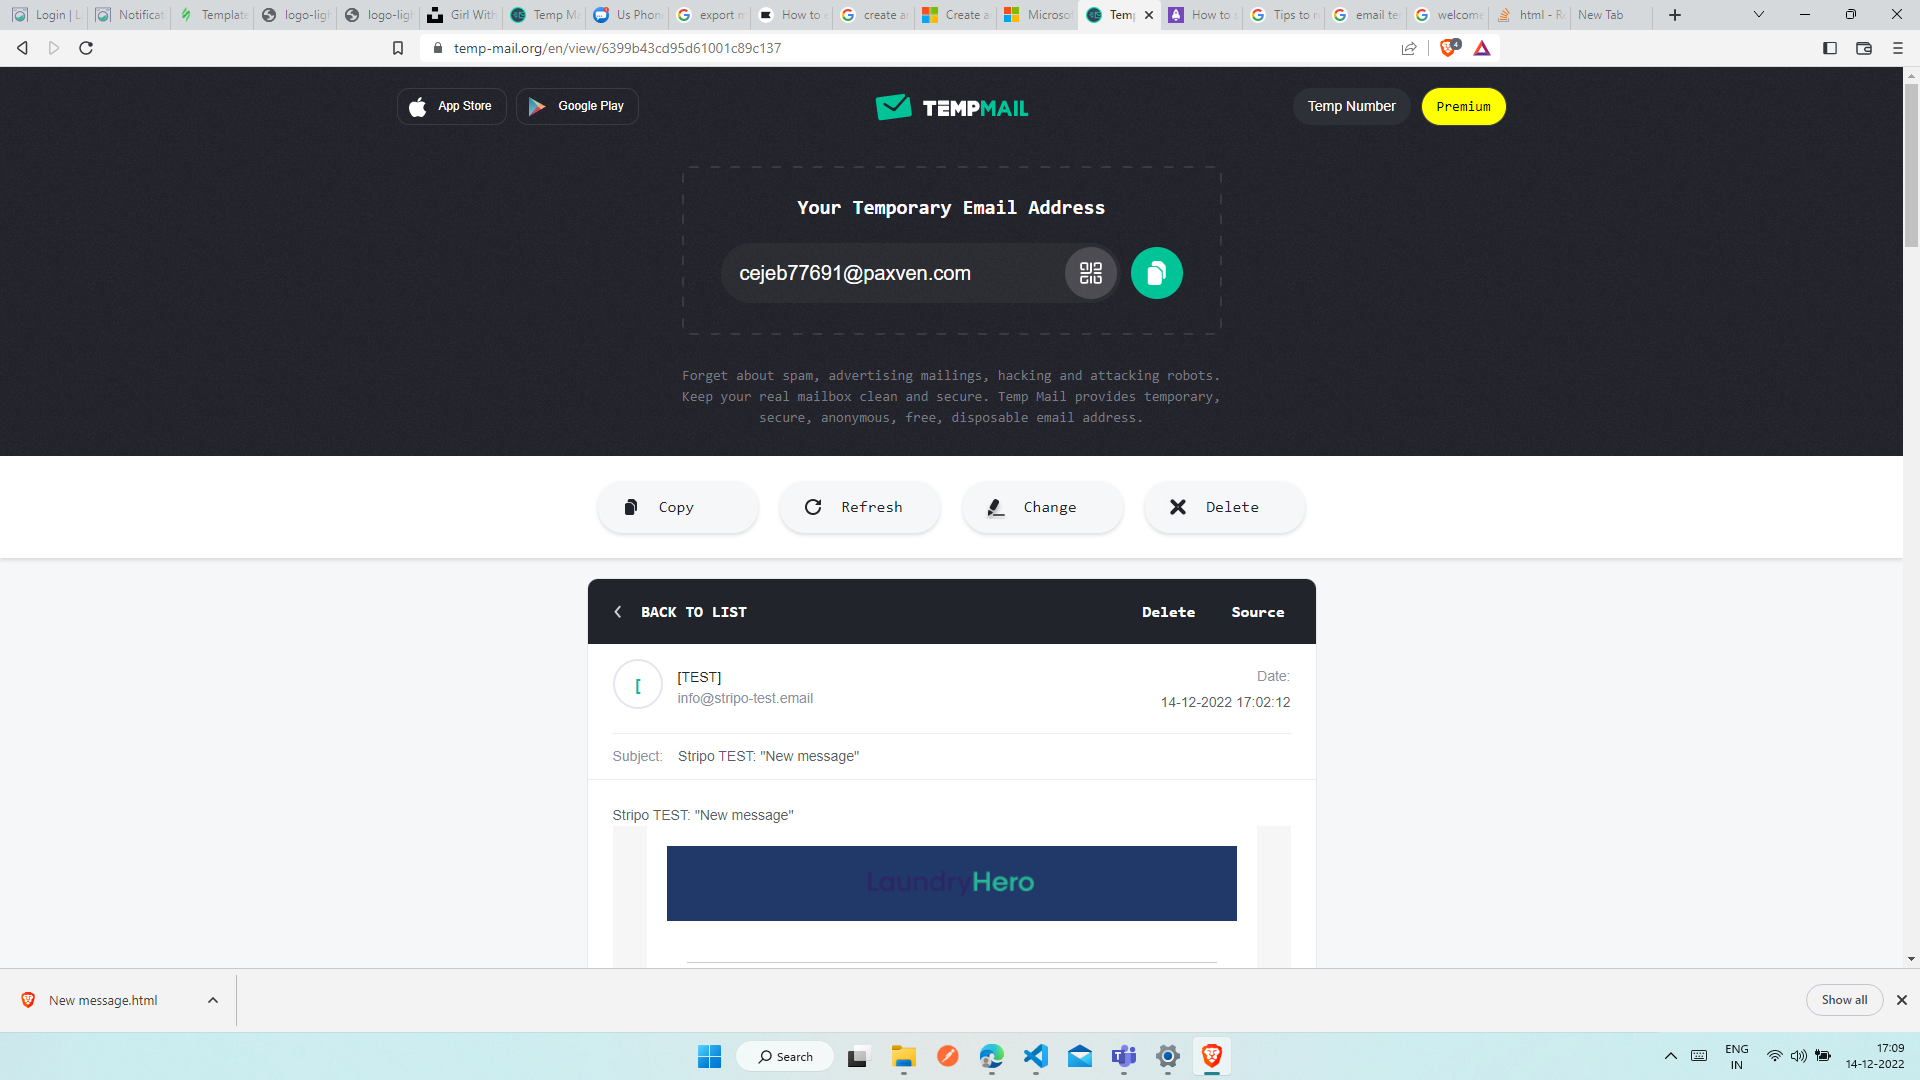 Login | L
Notificat
Template
logo-ligh
logo-ligh
Girl With
Temp Ma
Us Phone
export m
How to e
create an
Create a
Microsof
Temp
How to s
Tips to r
email te
welcome
html - Re
New Tab
temp-mail.org/en/view/6399b43cd95d61001c89c137
4
App Store
Google Play
TEMPMAIL
Temp Number
Premium
Your Temporary Email Address
cejeb77691@paxven.com
Forget about spam, advertising mailings, hacking and attacking robots.
Keep your real mailbox clean and secure. Temp Mail provides temporary,
secure, anonymous, free, disposable email address.
Copy
Refresh
Change
Delete
BACK TO LIST
Delete
Source
[
[TEST]
info@stripo-test.email
Date:
14-12-2022 17:02:12
Subject: Stripo TEST: "New message"
Stripo TEST: "New message"
LaundryHero
New message.html
Show all
Search
ENG
IN
17:09
14-12-2022